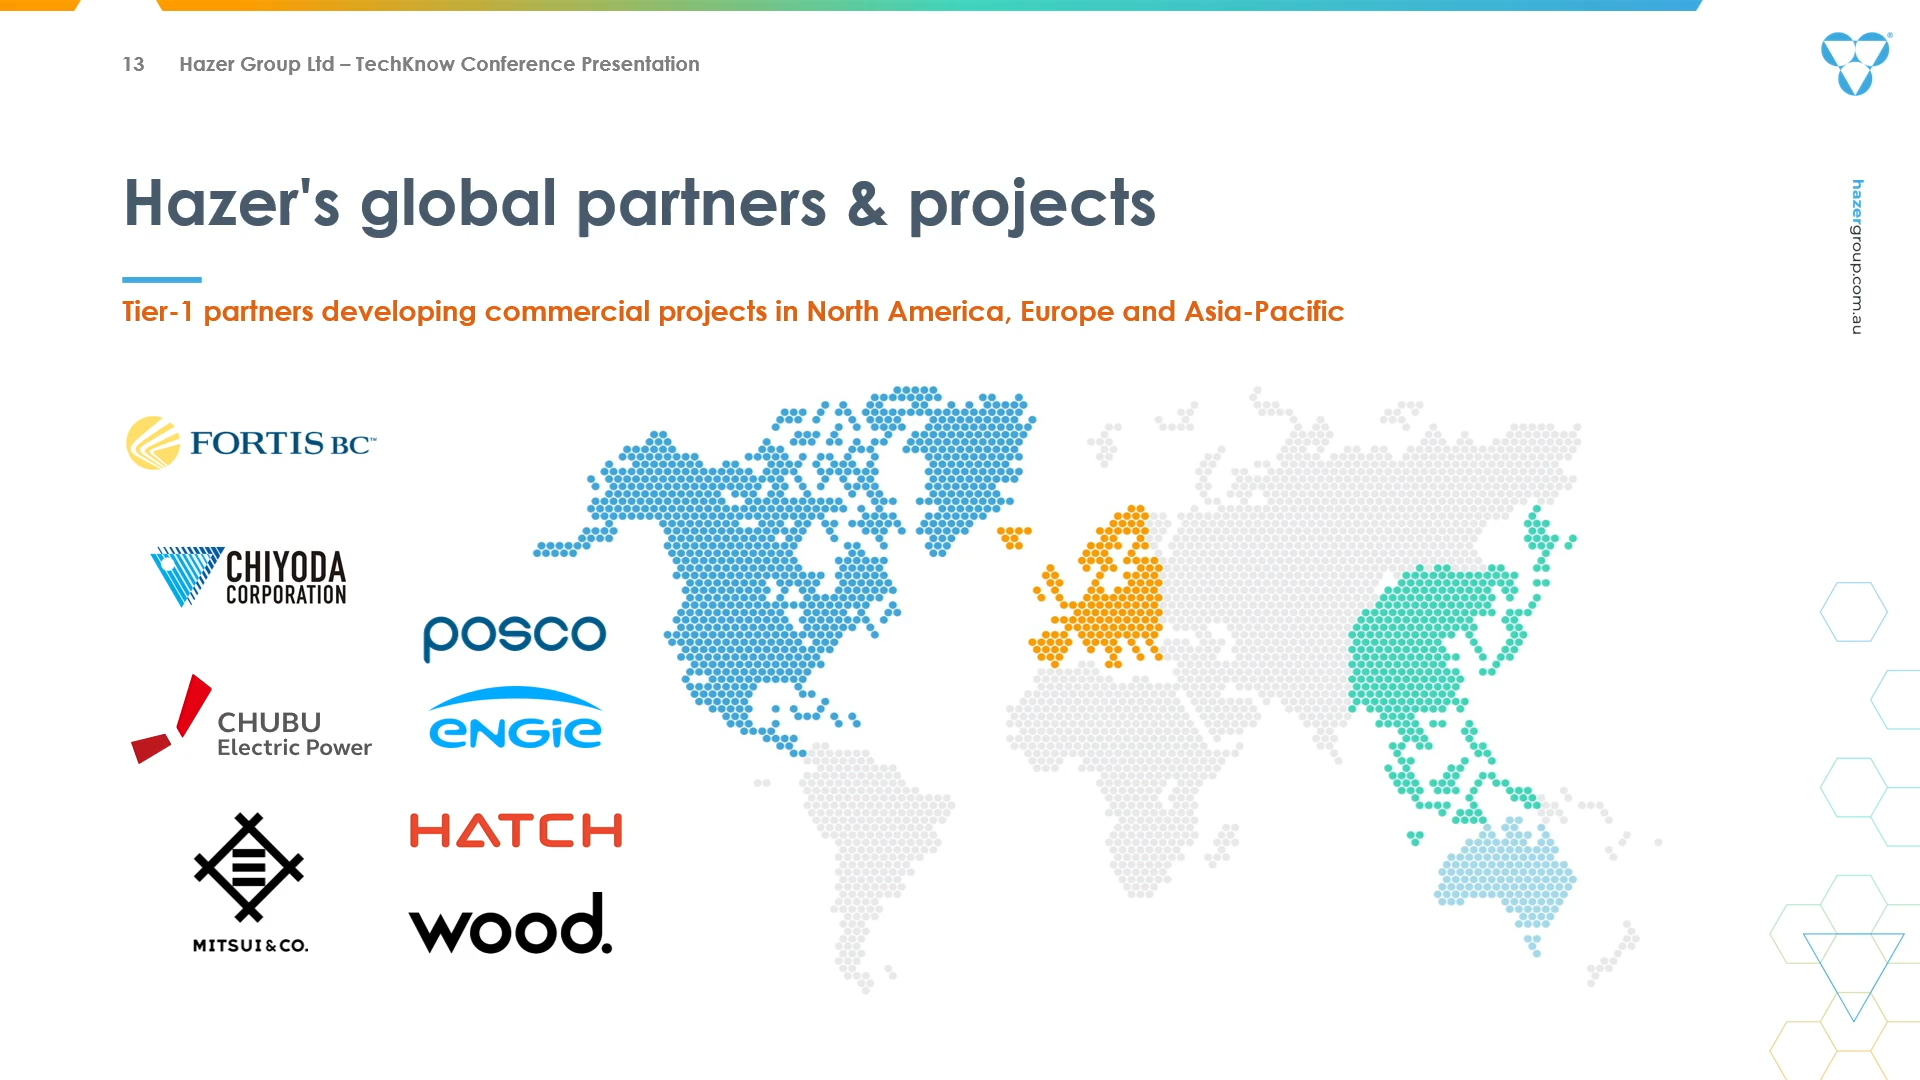 13 Hazer Group Ltd – TechKnow Conference Presentation
®
hazergroup.com.au
Hazer's global partners & projects
Tier-1 partners developing commercial projects in North America, Europe and Asia-Pacific
FORTIS BC™
CHIYODA
CORPORATION
posco
CHUBU
Electric Power
ENGIE
HATCH
MITSUI & CO.
wood.